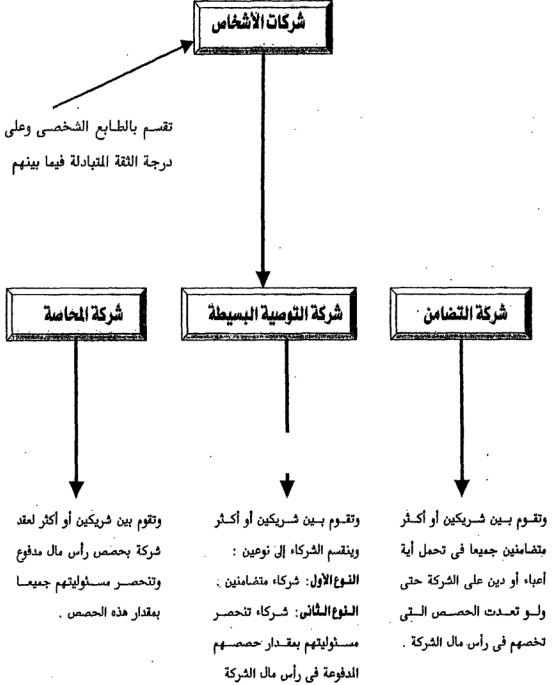 شركات الأشخاص
تقسم بالطابع الشخصى وعلى
درجة الثقة المتبادلة فيما بينهم
شركة التضامن
شركة التوصية البسيطة
شركة المحاصة
وتقوم بين شريكين أو أكثر
متضامنين جميعا فى تحمل أية
أعباء أو دين على الشركة حتى
ولو تعدت الحصص التى
تخصهم فى رأس مال الشركة .
وتقوم بين شريكين أو أكثر
وينقسم الشركاء إلى نوعين :
النوع الأول: شركاء متضامنين .
النوع الثانى: شركاء تنحصر
مسئوليتهم بمقدار حصصهم
المدفوعة فى رأس مال الشركة
وتقوم بين شريكين أو أكثر لعقد
شركة بحصص رأس مال مدفوع
وتنحصر مسئوليتهم جميعا
بمقدار هذه الحصص .